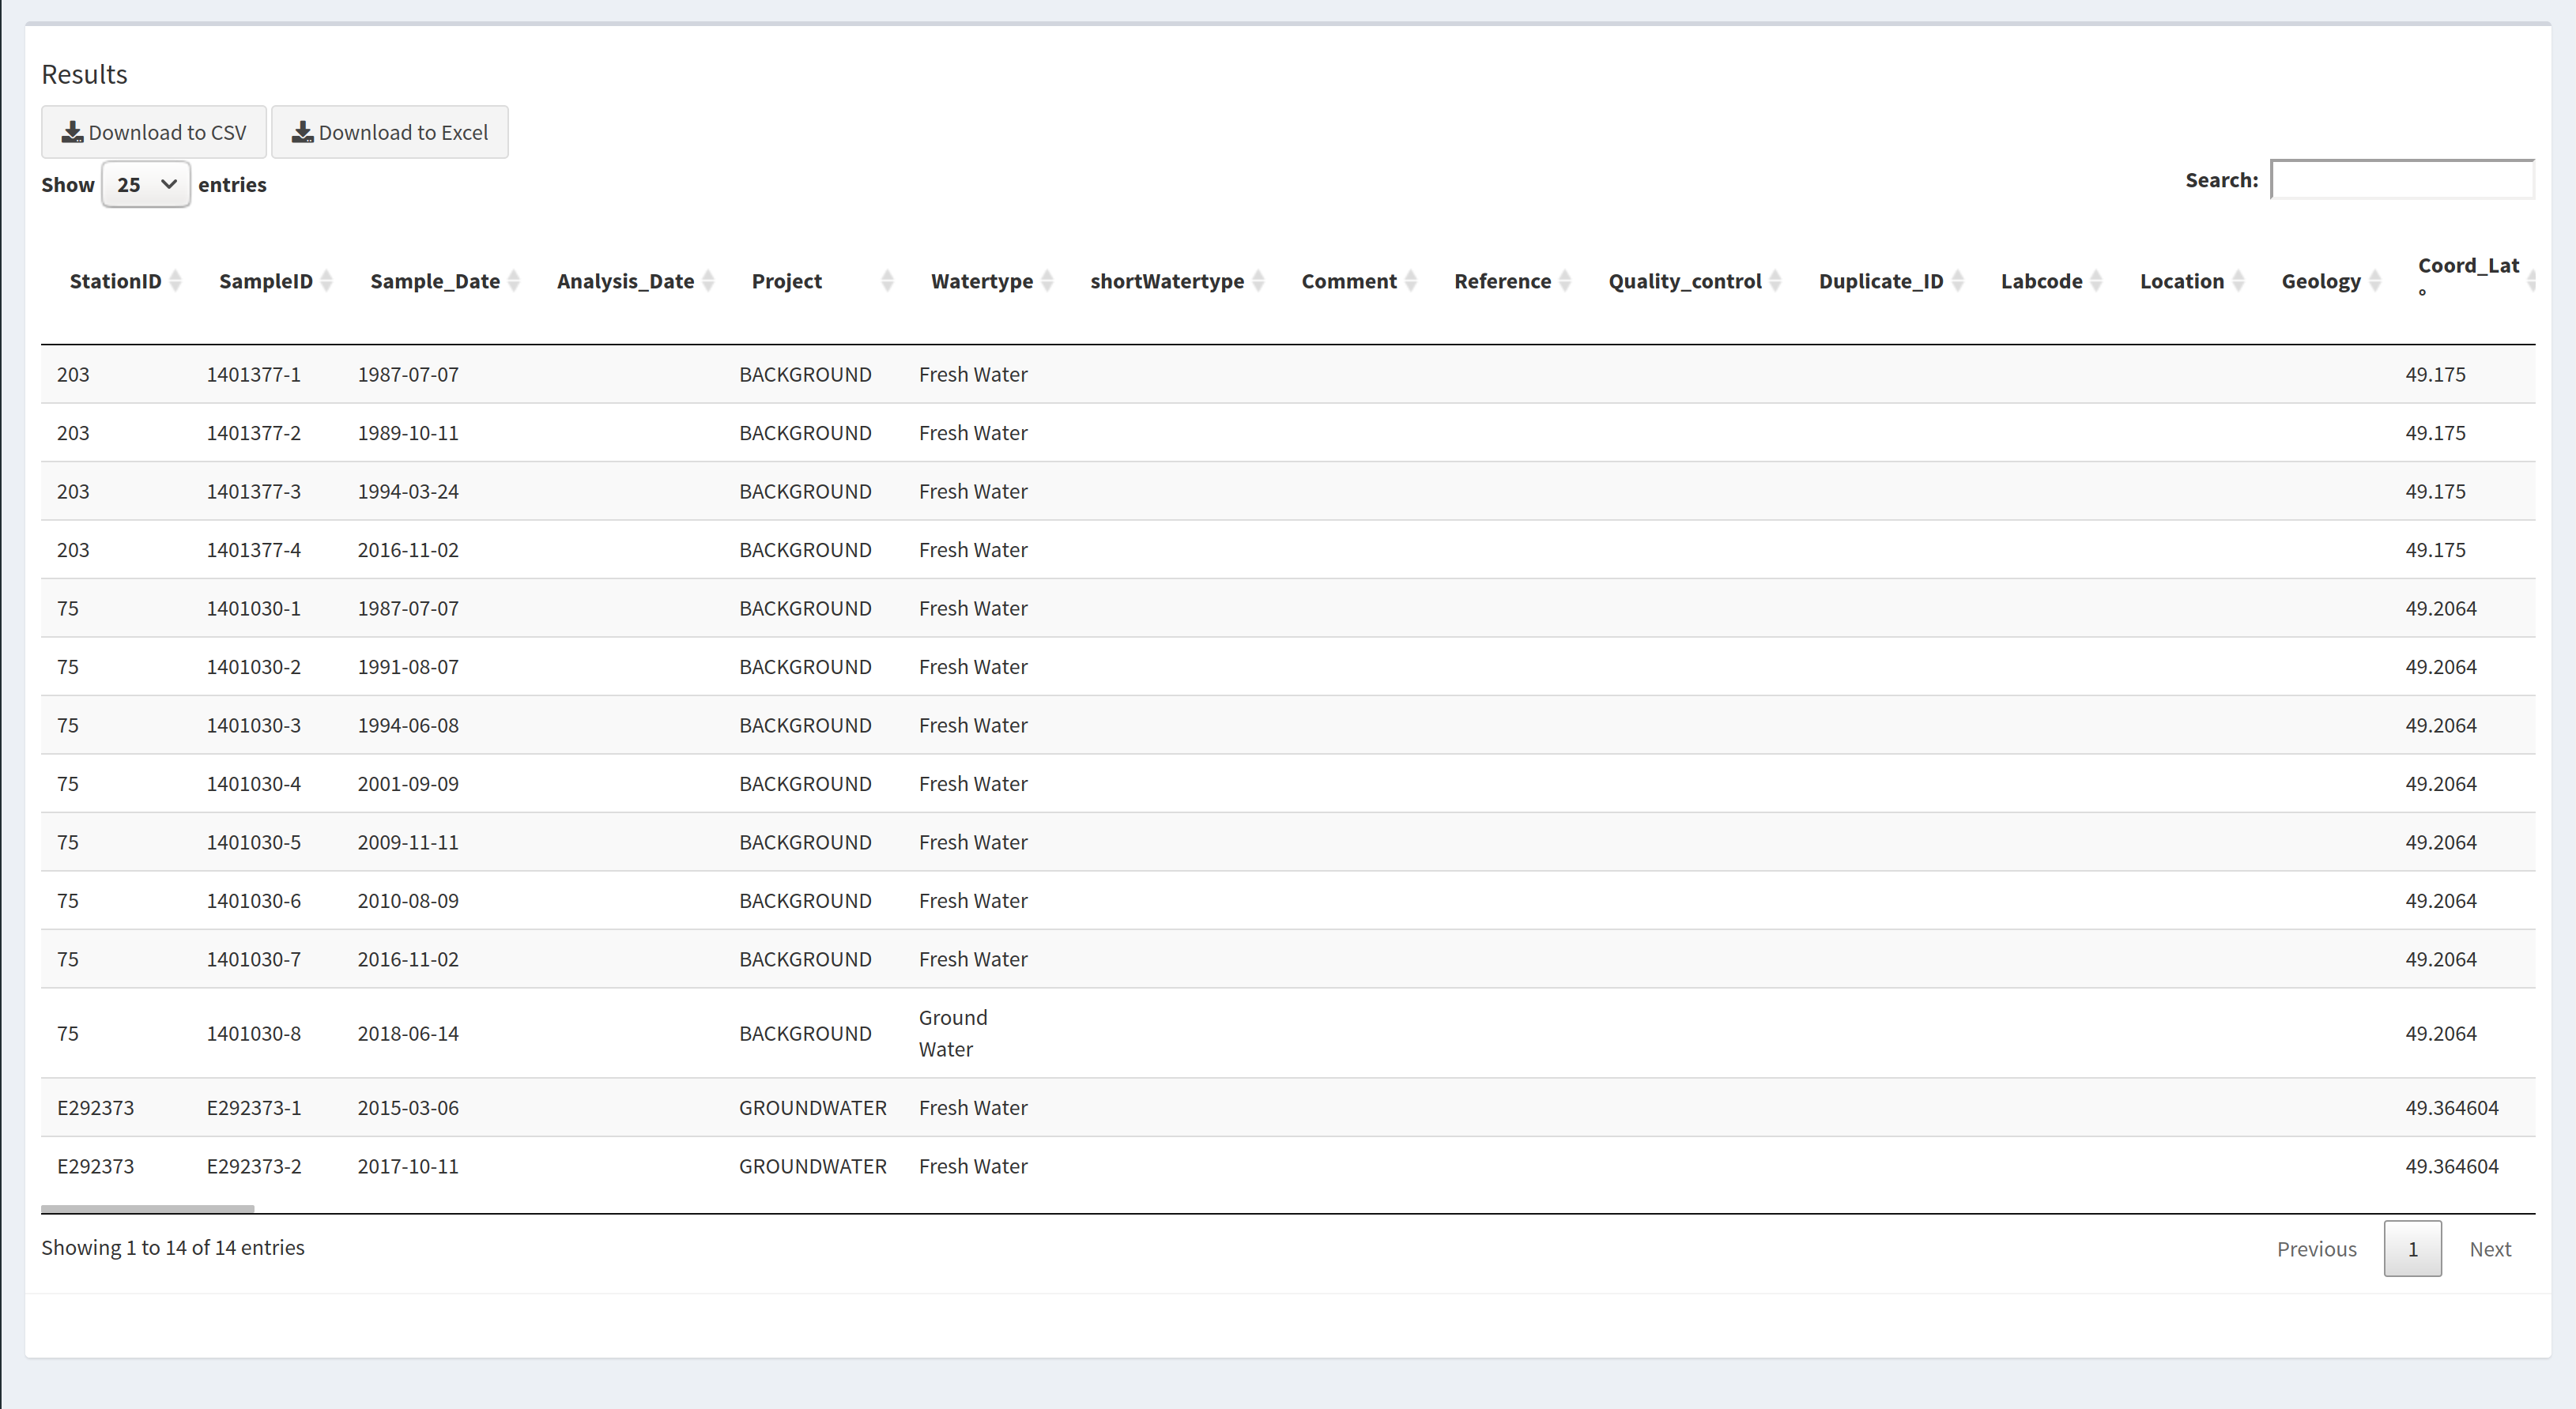 Results
Download to CSV Download to Excel
Show 25 entries Search:
StationID SampleID Sample_Date Analysis_Date Project Watertype shortWatertype Comment Reference Quality_control Duplicate_ID Labcode Location Geology Coord_Lat
°
203 1401377-1 1987-07-07 BACKGROUND Fresh Water 49.175
203 1401377-2 1989-10-11 BACKGROUND Fresh Water 49.175
203 1401377-3 1994-03-24 BACKGROUND Fresh Water 49.175
203 1401377-4 2016-11-02 BACKGROUND Fresh Water 49.175
75 1401030-1 1987-07-07 BACKGROUND Fresh Water 49.2064
75 1401030-2 1991-08-07 BACKGROUND Fresh Water 49.2064
75 1401030-3 1994-06-08 BACKGROUND Fresh Water 49.2064
75 1401030-4 2001-09-09 BACKGROUND Fresh Water 49.2064
75 1401030-5 2009-11-11 BACKGROUND Fresh Water 49.2064
75 1401030-6 2010-08-09 BACKGROUND Fresh Water 49.2064
75 1401030-7 2016-11-02 BACKGROUND Fresh Water 49.2064
75 1401030-8 2018-06-14 BACKGROUND Ground
Water 49.2064
E292373 E292373-1 2015-03-06 GROUNDWATER Fresh Water 49.364604
E292373 E292373-2 2017-10-11 GROUNDWATER Fresh Water 49.364604
Showing 1 to 14 of 14 entries Previous 1 Next